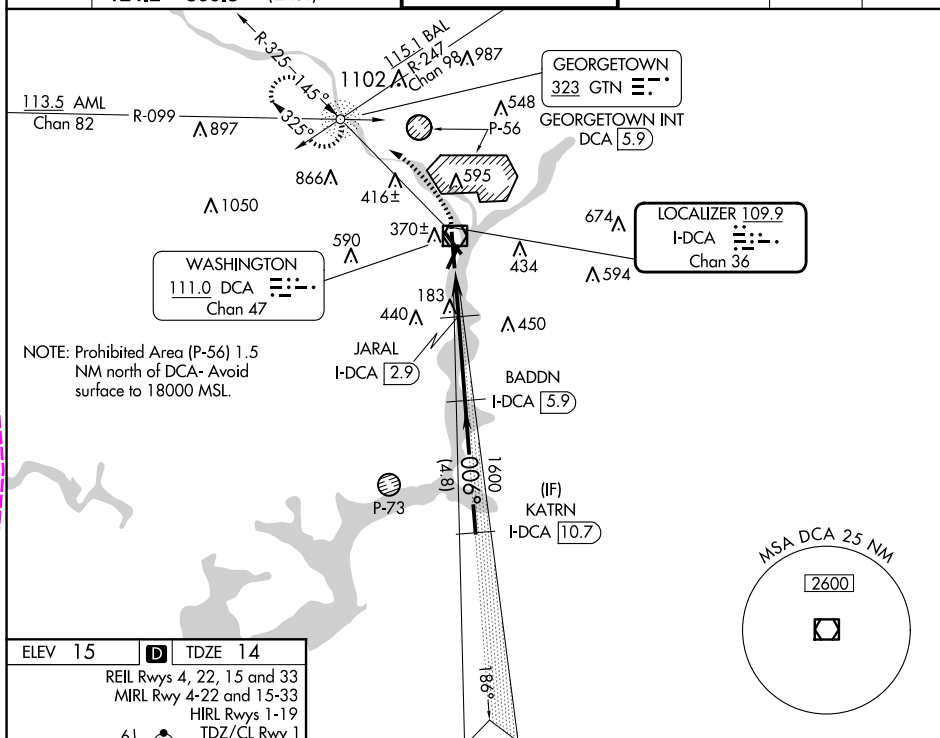 R-325
145°
325°
115.1 BAL
R-247
Chan 98
987
1102
GEORGETOWN
323 GTN
GEORGETOWN INT
DCA 5.9
113.5 AML
Chan 82
R-099
897
548
P-56
595
866
416±
1050
370±
590
674
434
594
LOCALIZER 109.9
I-DCA
Chan 36
WASHINGTON
111.0 DCA
Chan 47
183
440
450
NOTE: Prohibited Area (P-56) 1.5
NM north of DCA- Avoid
surface to 18000 MSL.
JARAL
I-DCA 2.9
BADDN
I-DCA 5.9
006°
1600
(4.8)
P-73
(IF)
KATRN
I-DCA 10.7
186°
MSA DCA 25 NM
2600
ELEV 15 D TDZE 14
REIL Rwys 4, 22, 15 and 33
MIRL Rwy 4-22 and 15-33
HIRL Rwys 1-19
TDZ/CL Rwy 1